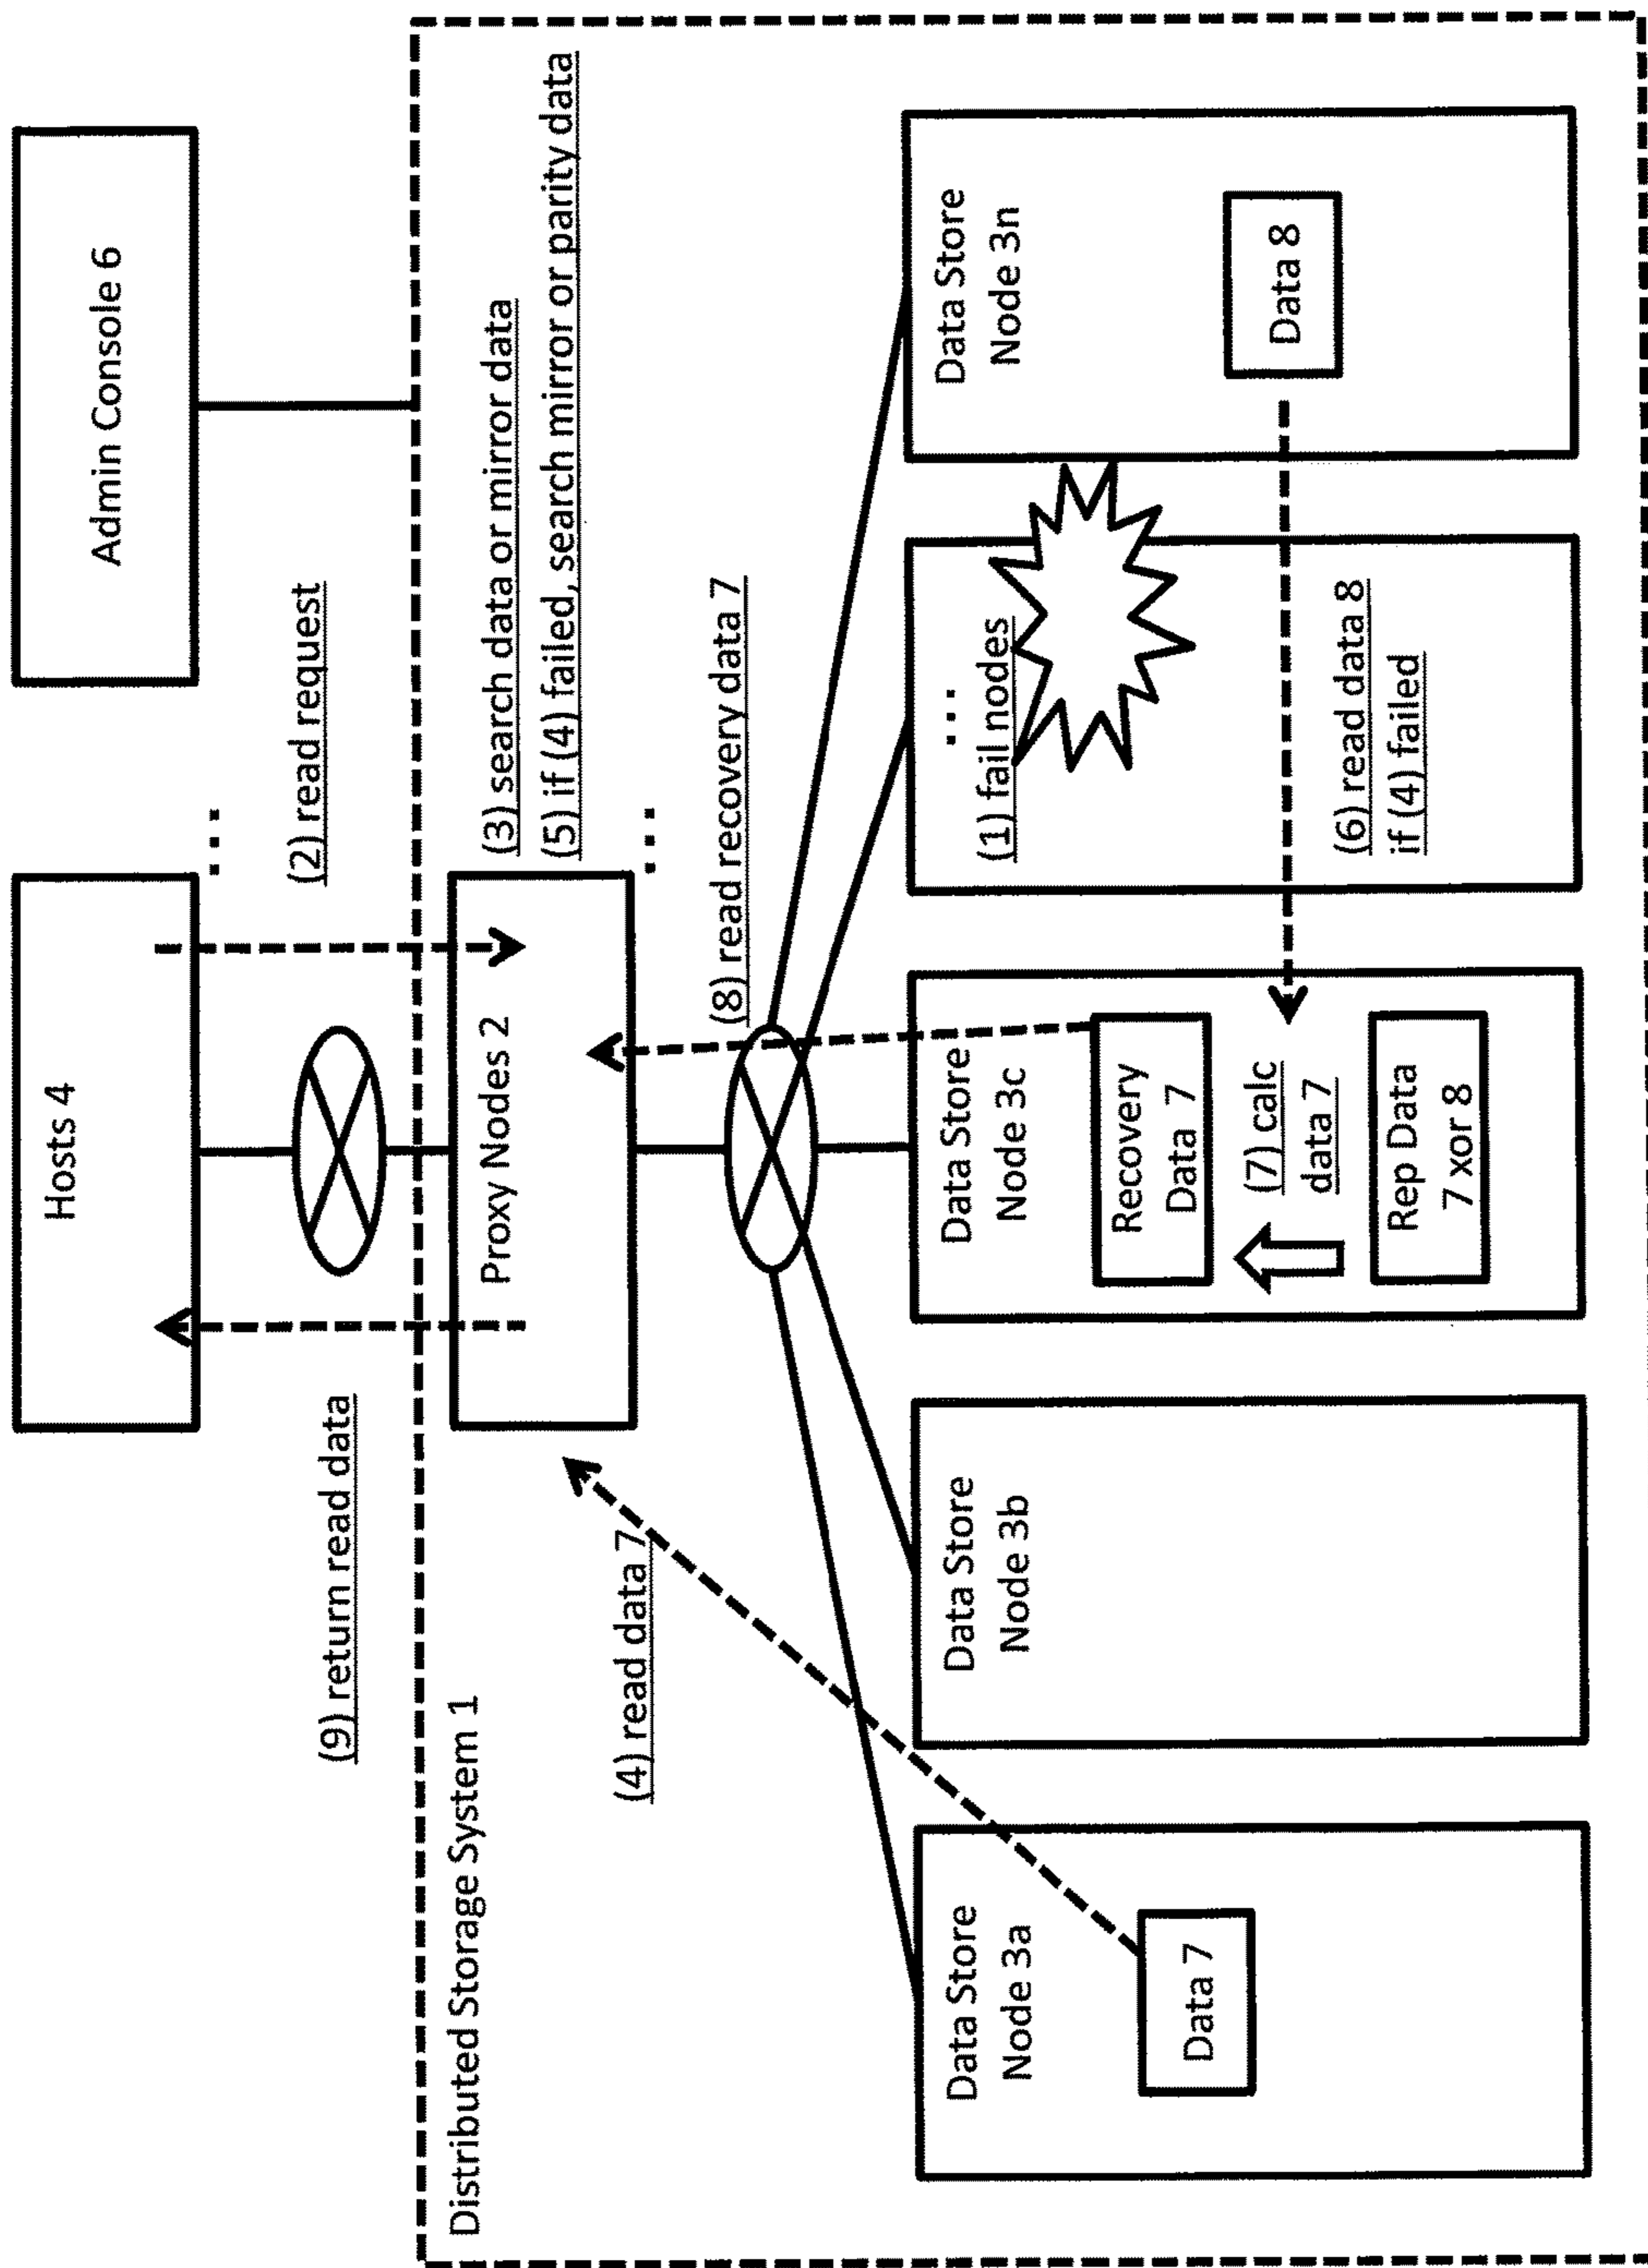 Hosts 4
...
Admin Console 6
(9) return read data
(2) read request
Distributed Storage System 1
Proxy Nodes 2
...
(3) search data or mirror data
(5) if (4) failed, search mirror or parity data
(4) read data 7
(8) read recovery data 7
Data Store
Node 3a
Data 7
Data Store
Node 3b
Data Store
Node 3c
Recovery
Data 7
(7) calc
data 7
Rep Data
7 xor 8
...
(1) fail nodes
(6) read data 8
if (4) failed
Data Store
Node 3n
Data 8